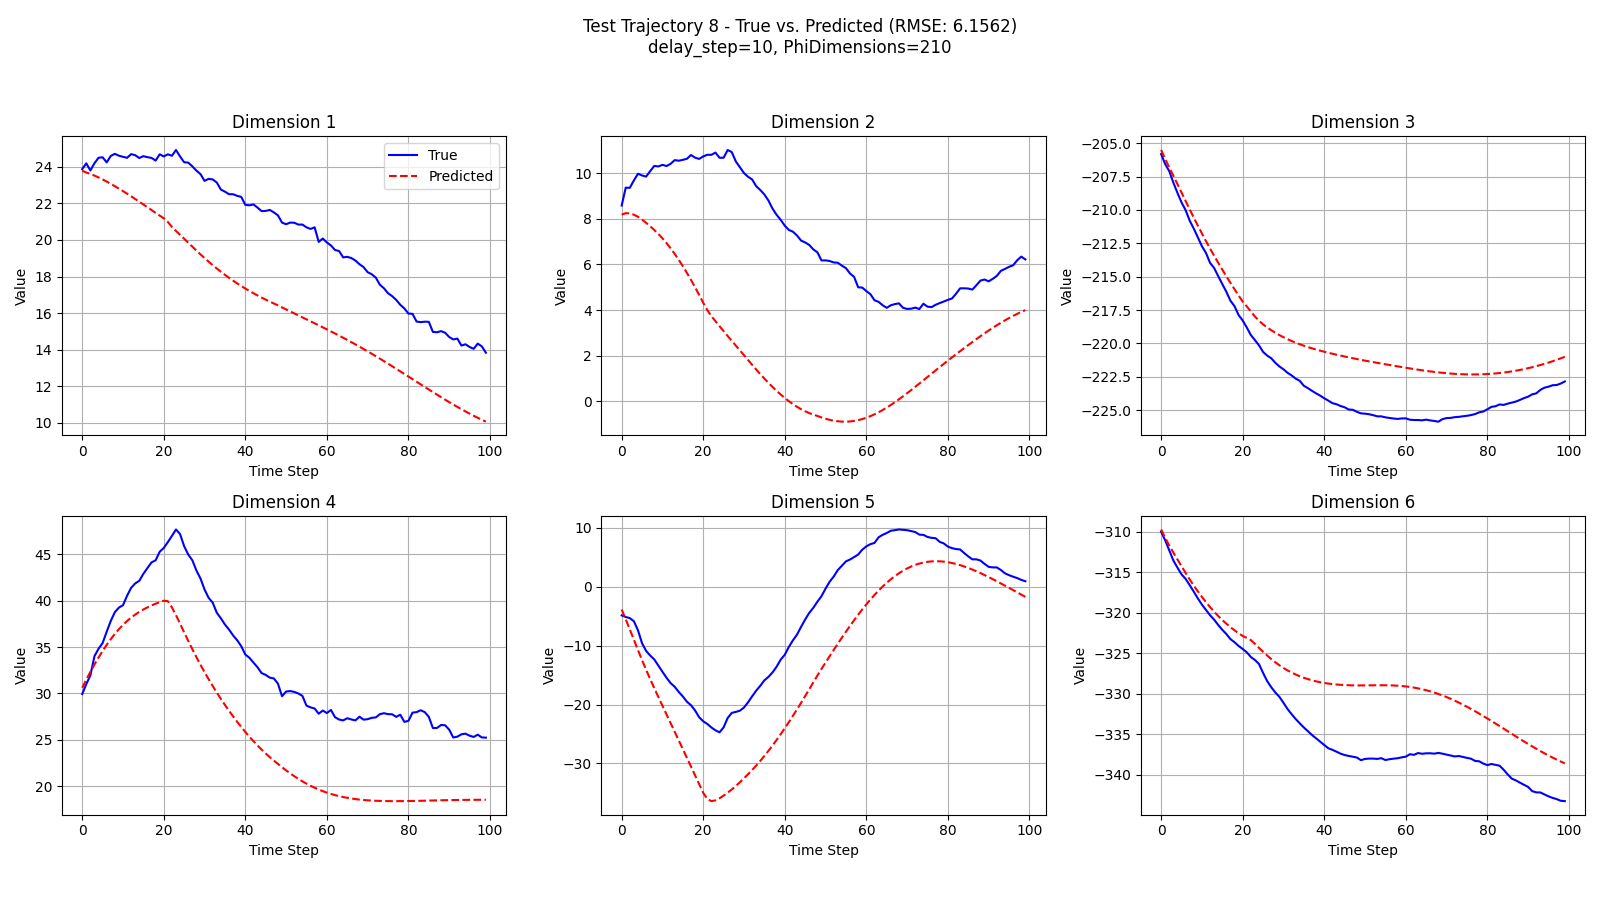 Test Trajectory 8 - True vs. Predicted (RMSE: 6.1562)
delay_step=10, PhiDimensions=210
Dimension 1
24
22
20
18
16
14
12
10
Value
0 20 40 60 80 100
Time Step
True
Predicted
Dimension 2
10
8
6
4
2
0
Value
0 20 40 60 80 100
Time Step
Dimension 3
−205.0
−207.5
−210.0
−212.5
−215.0
−217.5
−220.0
−222.5
−225.0
Value
0 20 40 60 80 100
Time Step
Dimension 4
45
40
35
30
25
20
Value
0 20 40 60 80 100
Time Step
Dimension 5
10
0
−10
−20
−30
Value
0 20 40 60 80 100
Time Step
Dimension 6
−310
−315
−320
−325
−330
−335
−340
Value
0 20 40 60 80 100
Time Step